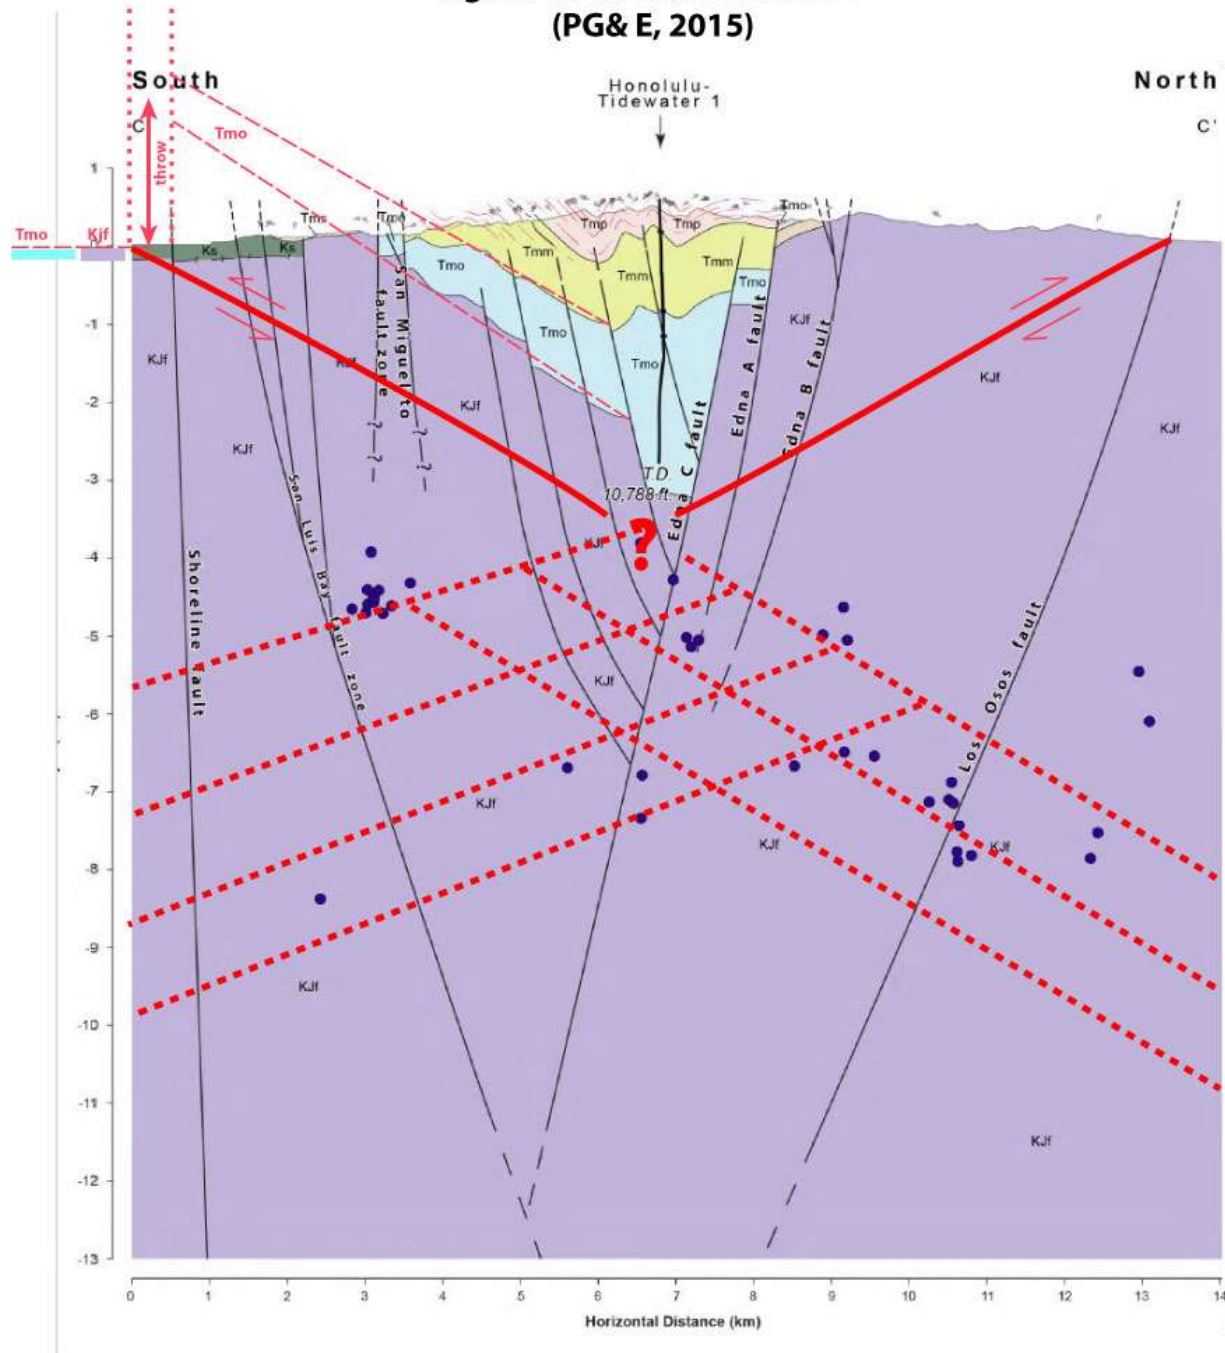 (PG& E, 2015)
South
North
Honolulu-
Tidewater 1
C
C'
Tmo
throw
1
Tmo
Kjf
Ks
Ks
Tmo
Tmp
Tmp
Tmo
Tmm
Tmm
Tmm
Tmo
Tmo
Tmo
Tmo
KJf
-1
KJf
KJf
KJf
KJf
-2
KJf
KJf
San Miguelito
fault zone
Edna A fault
Edna B fault
Edna C fault
?
?
?
?
-3
T.D.
10,788 ft.
San Luis Bay fault zone
?
KJf
-4
Shoreline fault
-5
Los Osos fault
KJf
-6
-7
KJf
KJf
KJf
-8
-9
KJf
-10
-11
KJf
-12
-13
0 1 2 3 4 5 6 7 8 9 10 11 12 13 14
Horizontal Distance (km)